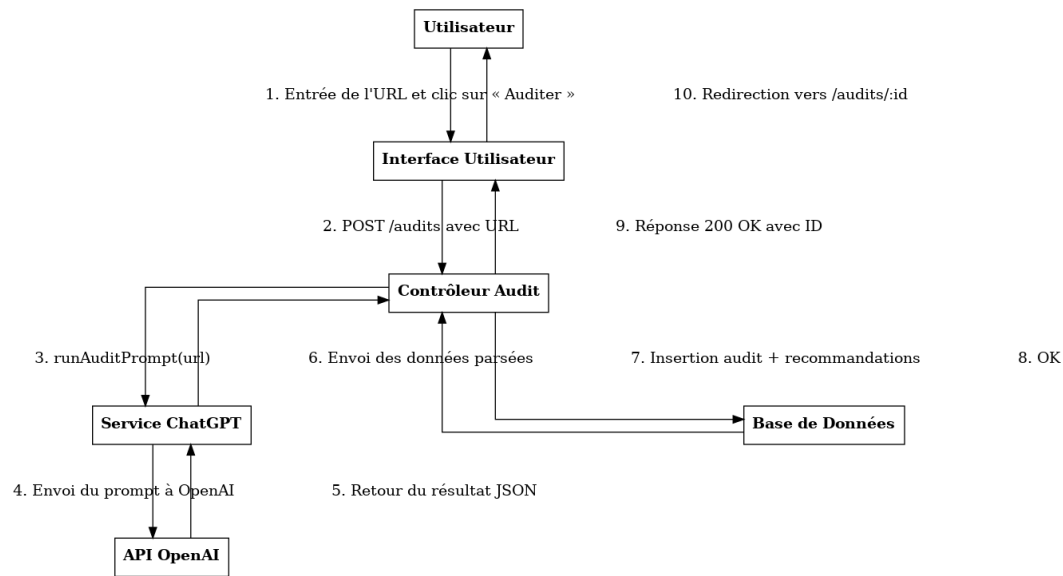 Utilisateur
1. Entrée de l'URL et clic sur « Auditer »
10. Redirection vers /audits/:id
Interface Utilisateur
2. POST /audits avec URL
9. Réponse 200 OK avec ID
Contrôleur Audit
3. runAuditPrompt(url)
6. Envoi des données parsées
7. Insertion audit + recommandations
8. OK
Service ChatGPT
Base de Données
4. Envoi du prompt à OpenAI
5. Retour du résultat JSON
API OpenAI